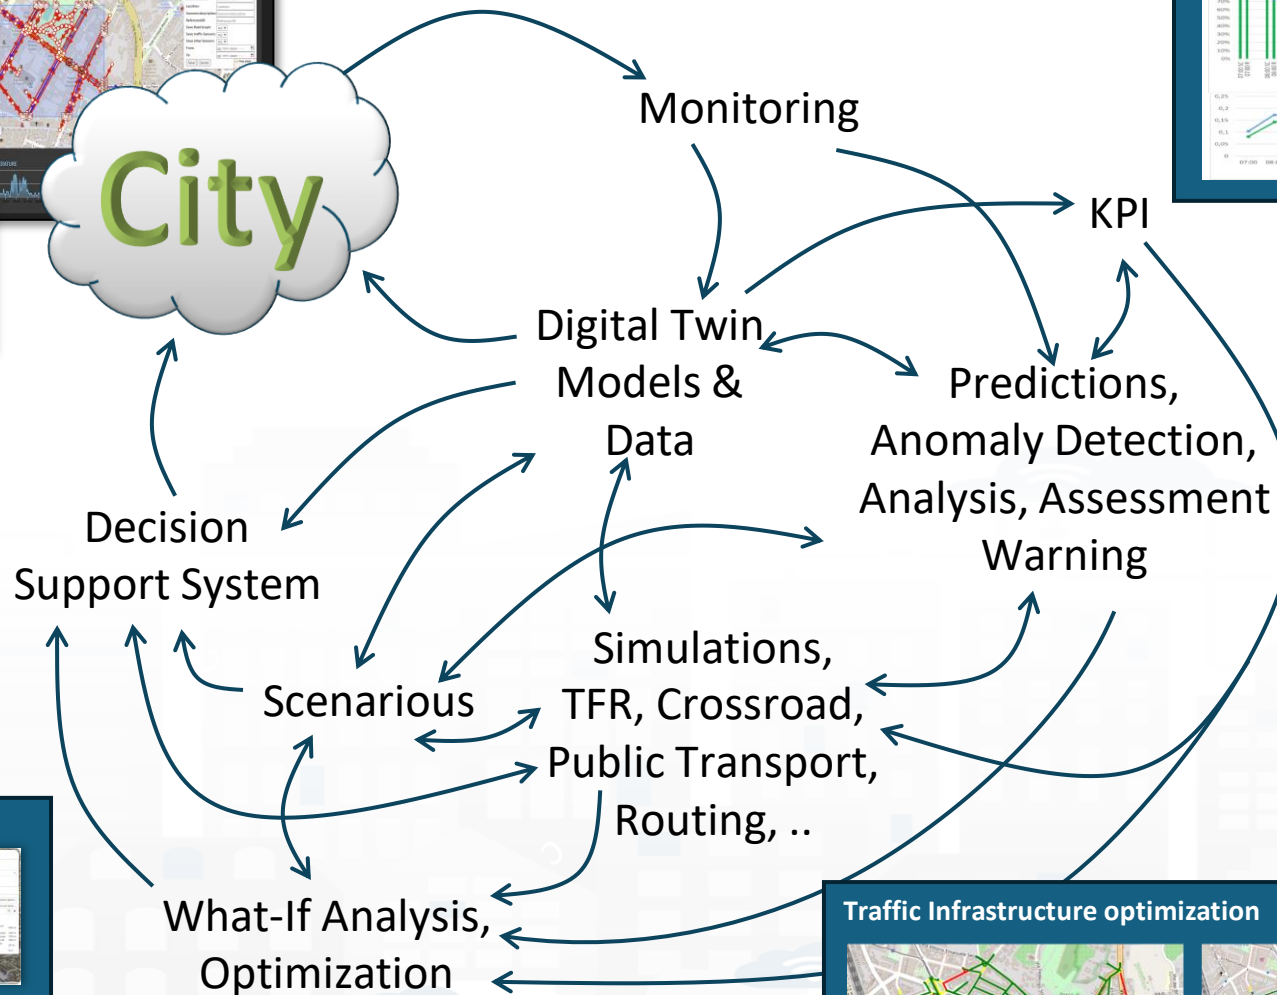 City
Monitoring
KPI
Digital Twin
Models &
Data
Predictions,
Anomaly Detection,
Analysis, Assessment
Warning
Decision
Support System
Scenarious
Simulations,
TFR, Crossroad,
Public Transport,
Routing, ..
What-If Analysis,
Optimization
Traffic Infrastructure optimization